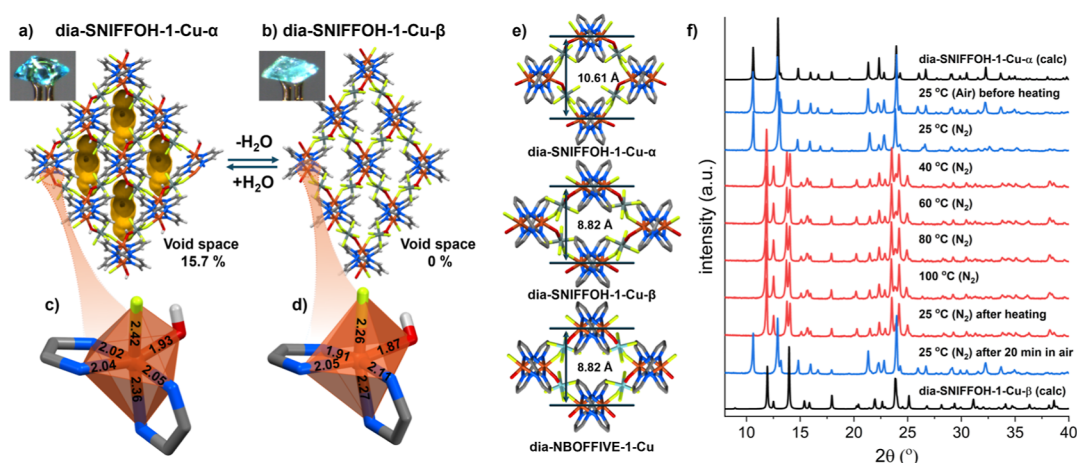 a) dia-SNIFFOH-1-Cu-α
b) dia-SNIFFOH-1-Cu-β
-H₂O
+H₂O
Void space
15.7 %
Void space
0 %
c)
2.42
1.93
2.02
2.04
2.05
2.36
d)
2.26
1.87
1.91
2.05
2.11
2.27
e)
10.61 A
dia-SNIFFOH-1-Cu-α
8.82 A
dia-SNIFFOH-1-Cu-β
8.82 A
dia-NBOFFIVE-1-Cu
f)
dia-SNIFFOH-1-Cu-α (calc)
25 °C (Air) before heating
25 °C (N₂)
40 °C (N₂)
60 °C (N₂)
80 °C (N₂)
100 °C (N₂)
25 °C (N₂) after heating
25 °C (N₂) after 20 min in air
dia-SNIFFOH-1-Cu-β (calc)
intensity (a.u.)
10 15 20 25 30 35 40
2θ (°)